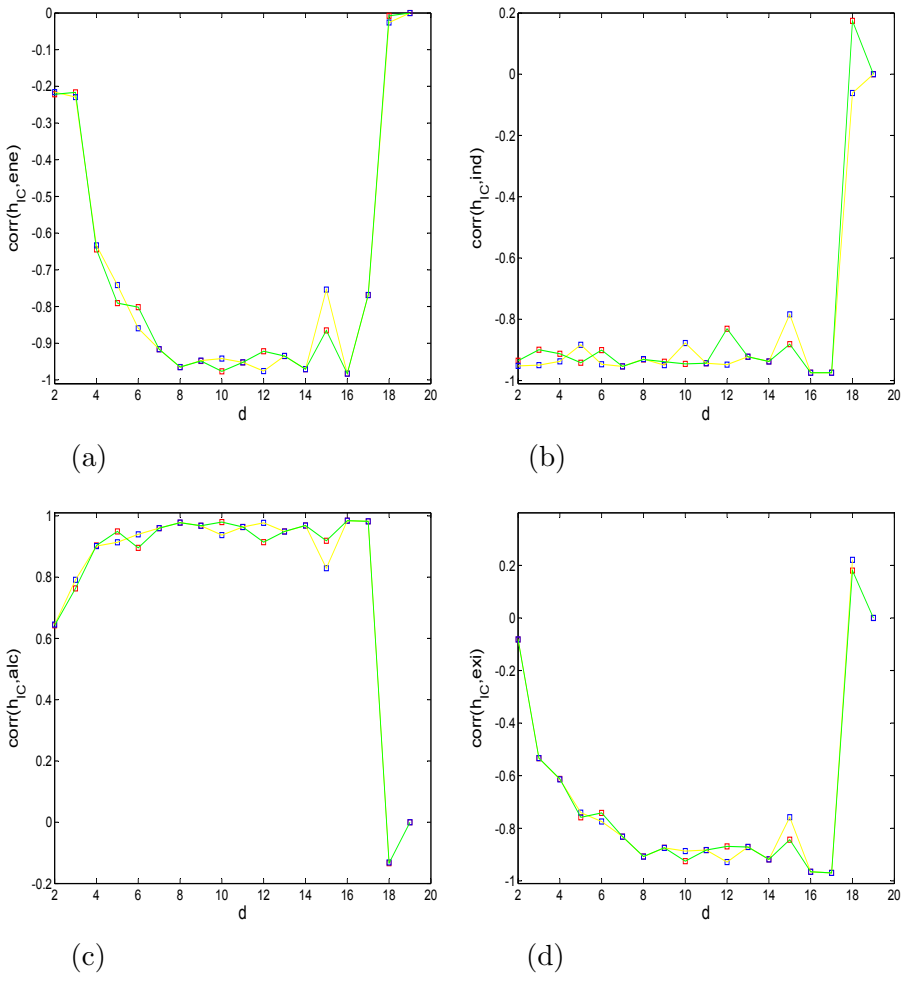 0
-0.1
-0.2
-0.3
-0.4
-0.5
-0.6
-0.7
-0.8
-0.9
-1
corr(h_IC,ene)
2 4 6 8 10 12 14 16 18 20
d
(a)
0.2
0
-0.2
-0.4
-0.6
-0.8
-1
corr(h_IC,ind)
2 4 6 8 10 12 14 16 18 20
d
(b)
1
0.8
0.6
0.4
0.2
0
-0.2
corr(h_IC,alc)
2 4 6 8 10 12 14 16 18 20
d
(c)
0.2
0
-0.2
-0.4
-0.6
-0.8
-1
corr(h_IC,exi)
2 4 6 8 10 12 14 16 18 20
d
(d)